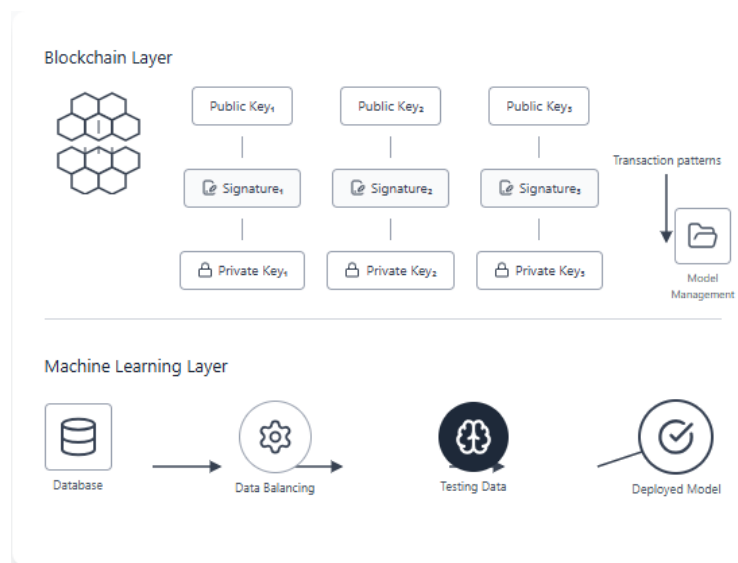 Blockchain Layer
Public Key₁
Public Key₂
Public Key₃
Transaction patterns
Signature₁
Signature₂
Signature₃
Private Key₁
Private Key₂
Private Key₃
Model
Management
Machine Learning Layer
Database
Data Balancing
Testing Data
Deployed Model